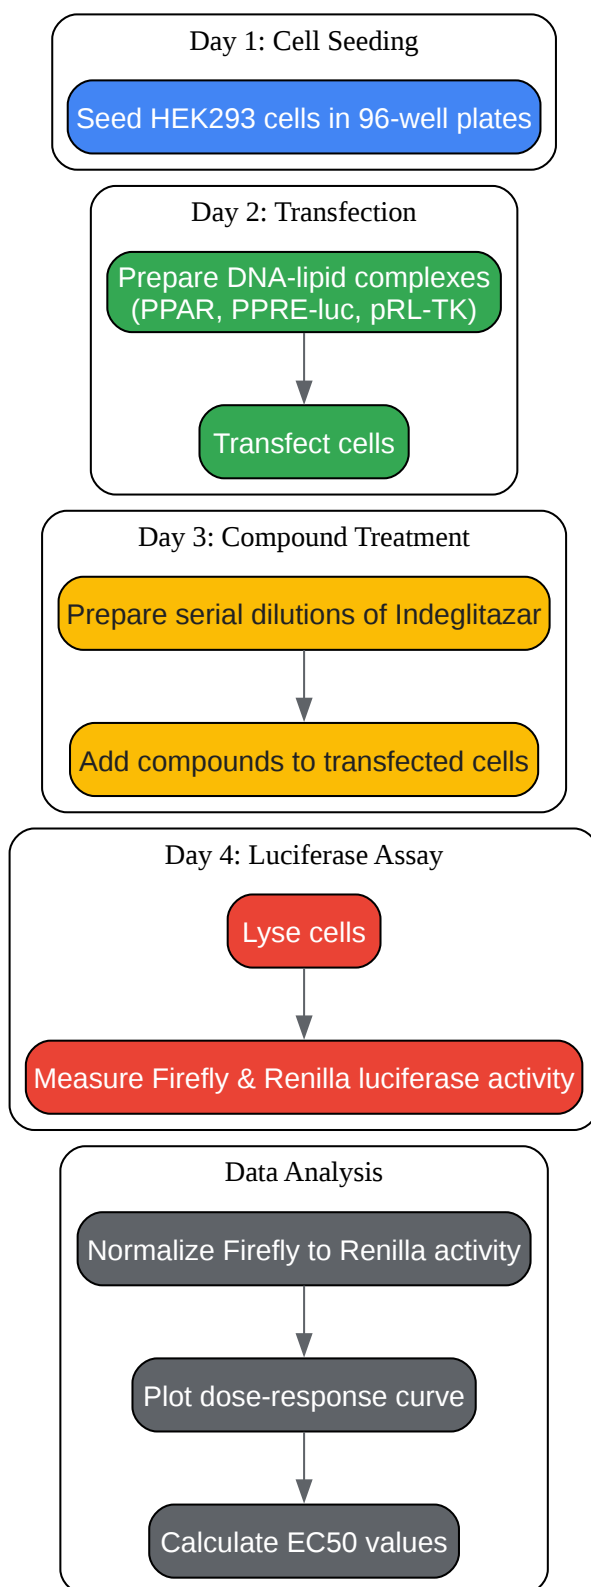 Day 1: Cell Seeding
Seed HEK293 cells in 96-well plates
Day 2: Transfection
Prepare DNA-lipid complexes
(PPAR, PPRE-luc, pRL-TK)
Transfect cells
Day 3: Compound Treatment
Prepare serial dilutions of Indeglitazar
Add compounds to transfected cells
Day 4: Luciferase Assay
Lyse cells
Measure Firefly & Renilla luciferase activity
Data Analysis
Normalize Firefly to Renilla activity
Plot dose-response curve
Calculate EC50 values